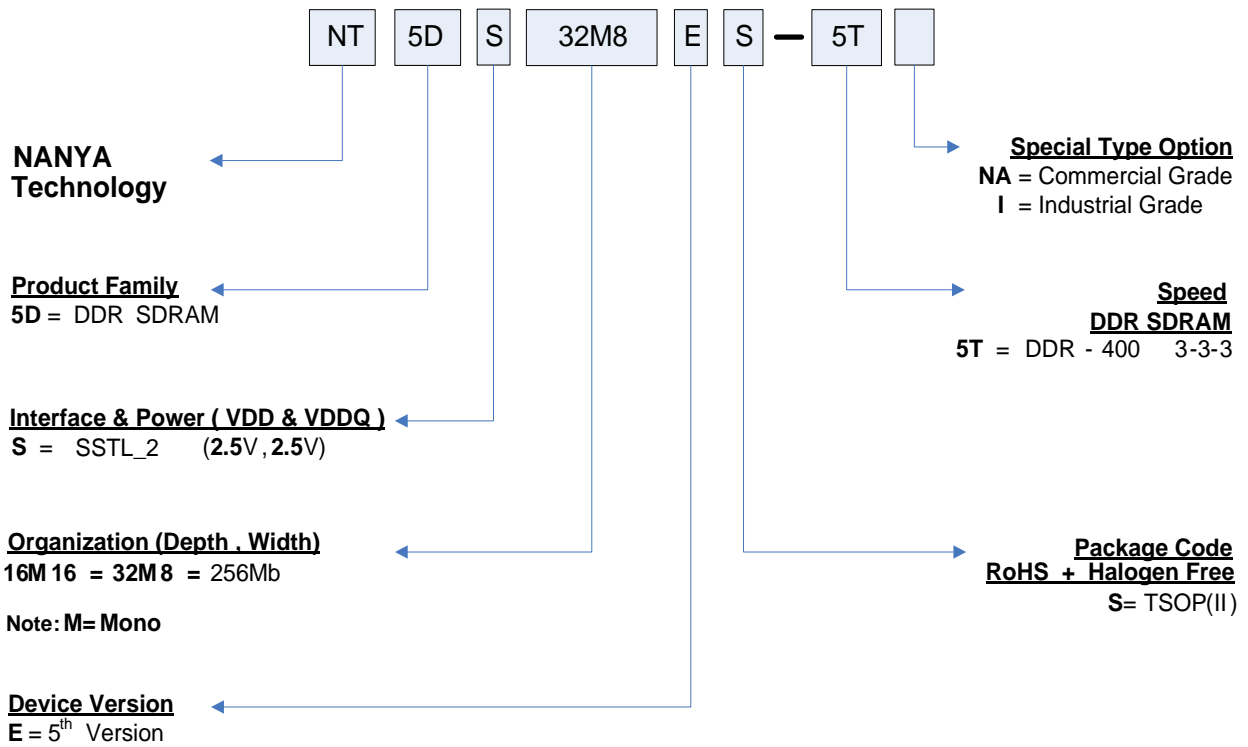 NT 5D S 32M8 E S — 5T
NANYA
Technology
Special Type Option
NA = Commercial Grade
I = Industrial Grade
Product Family
5D = DDR SDRAM
Speed
DDR SDRAM
5T = DDR - 400 3-3-3
Interface & Power ( VDD & VDDQ )
S = SSTL_2 (2.5V, 2.5V)
Organization (Depth , Width)
16M 16 = 32M 8 = 256Mb
Note: M= Mono
Package Code
RoHS + Halogen Free
S= TSOP(II)
Device Version
E = 5th Version